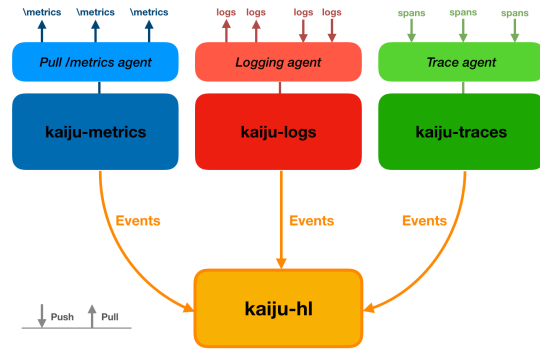 \metrics \metrics \metrics
logs logs logs logs
spans spans spans
Pull /metrics agent
Logging agent
Trace agent
kaiju-metrics
kaiju-logs
kaiju-traces
Events
Events
Events
kaiju-hl
Push
Pull